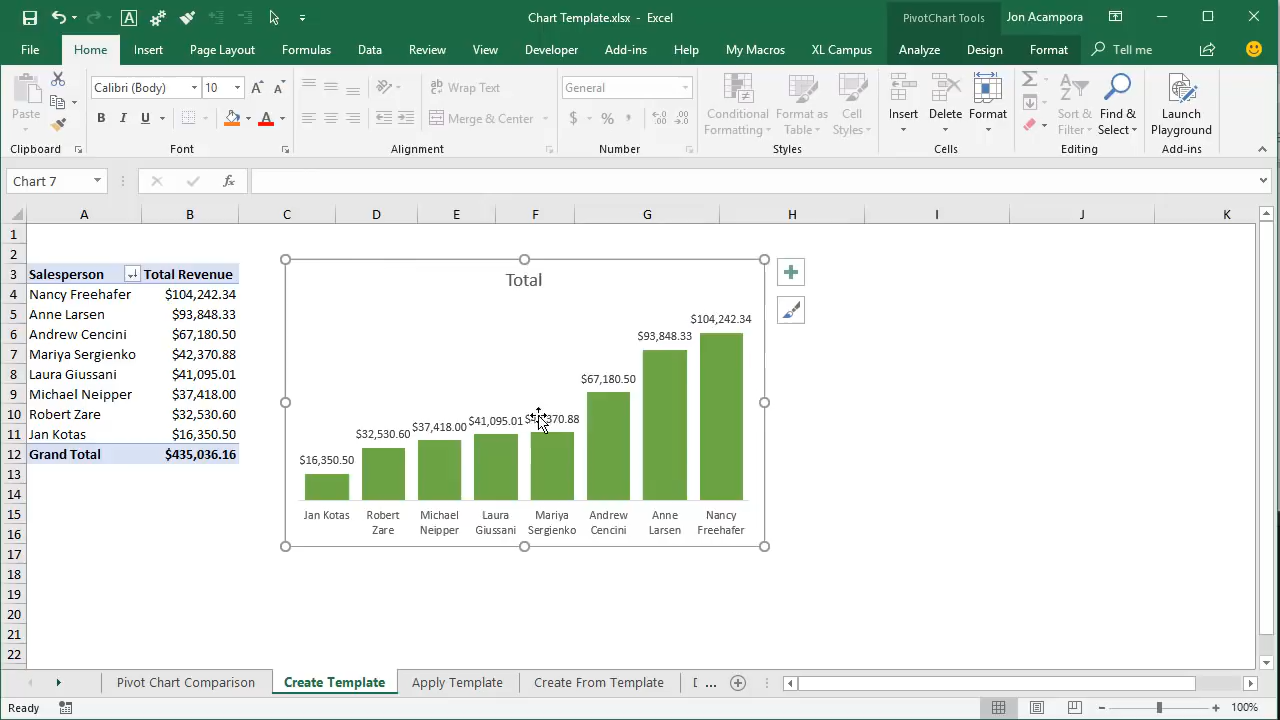 Chart Template.xlsx - Excel
PivotChart Tools
Jon Acampora
File Home Insert Page Layout Formulas Data Review View Developer Add-ins Help My Macros XL Campus Analyze Design Format Tell me
Paste
Clipboard
Calibri (Body) 10
B I U A
Font
Wrap Text
Merge & Center
Alignment
General
$ % ,
Number
Conditional Formatting
Format as Table
Cell Styles
Styles
Insert Delete Format
Cells
Sort & Filter
Find & Select
Editing
Launch Playground
Add-ins
Chart 7
fx
A B C D E F G H I J K
1
2
3 Salesperson Total Revenue
4 Nancy Freehafer $104,242.34
5 Anne Larsen $93,848.33
6 Andrew Cencini $67,180.50
7 Mariya Sergienko $42,370.88
8 Laura Giussani $41,095.01
9 Michael Neipper $37,418.00
10 Robert Zare $32,530.60
11 Jan Kotas $16,350.50
12 Grand Total $435,036.16
13
14
15
16
17
18
19
20
21
22
Total
$16,350.50 $32,530.60 $37,418.00 $41,095.01 $67,180.50 $93,848.33 $104,242.34
Jan Kotas
Robert Zare
Michael Neipper
Laura Giussani
Mariya Sergienko
Andrew Cencini
Anne Larsen
Nancy Freehafer
Pivot Chart Comparison Create Template Apply Template Create From Template ...
Ready
100%